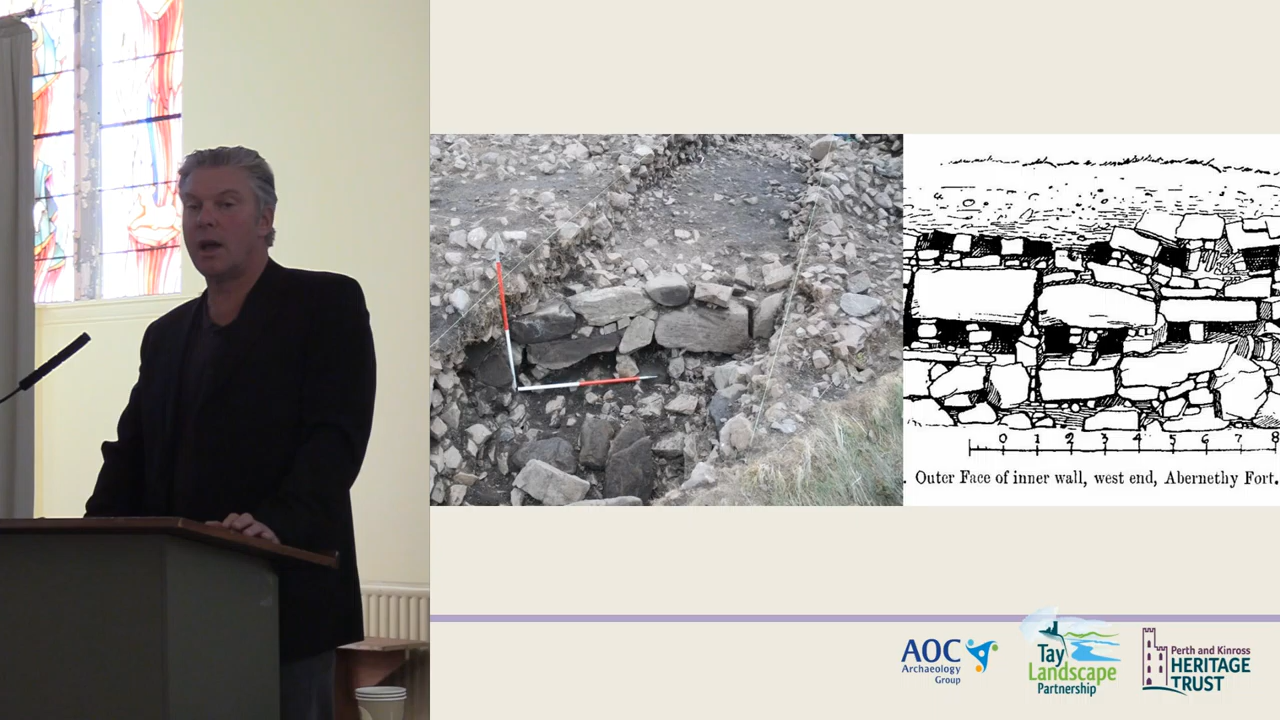 0 1 2 3 4 5 6 7 8
. Outer Face of inner wall, west end, Abernethy Fort.
AOC
Archaeology
Group
Tay
Landscape
Partnership
Perth and Kinross
HERITAGE
TRUST